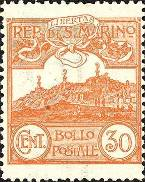 LIBERTAS
REP. DI S. MARINO
CENT. BOLLO 30
POSTALE